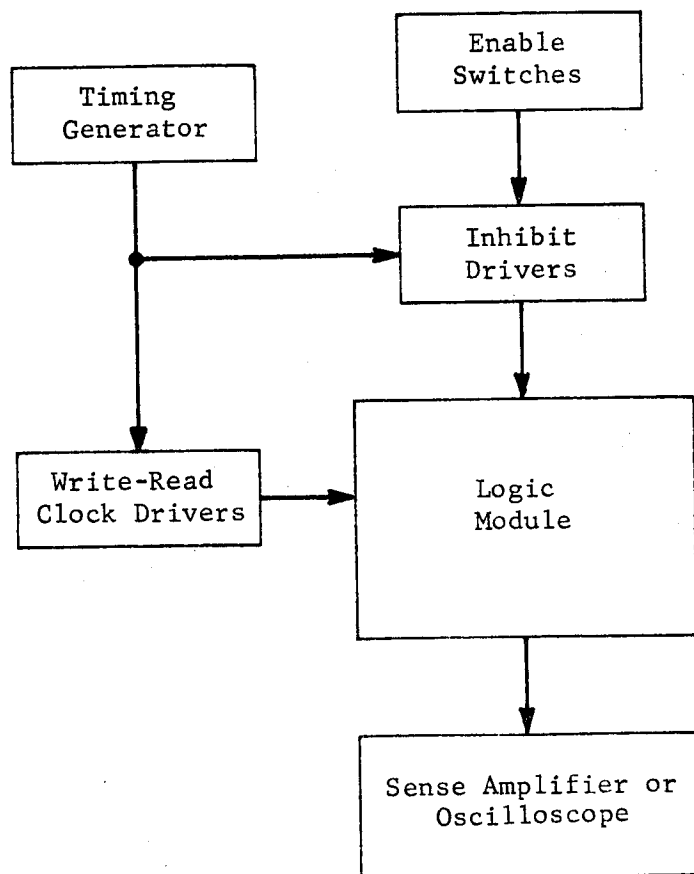 Enable
Switches
Timing
Generator
Inhibit
Drivers
Write-Read
Clock Drivers
Logic
Module
Sense Amplifier or
Oscilloscope